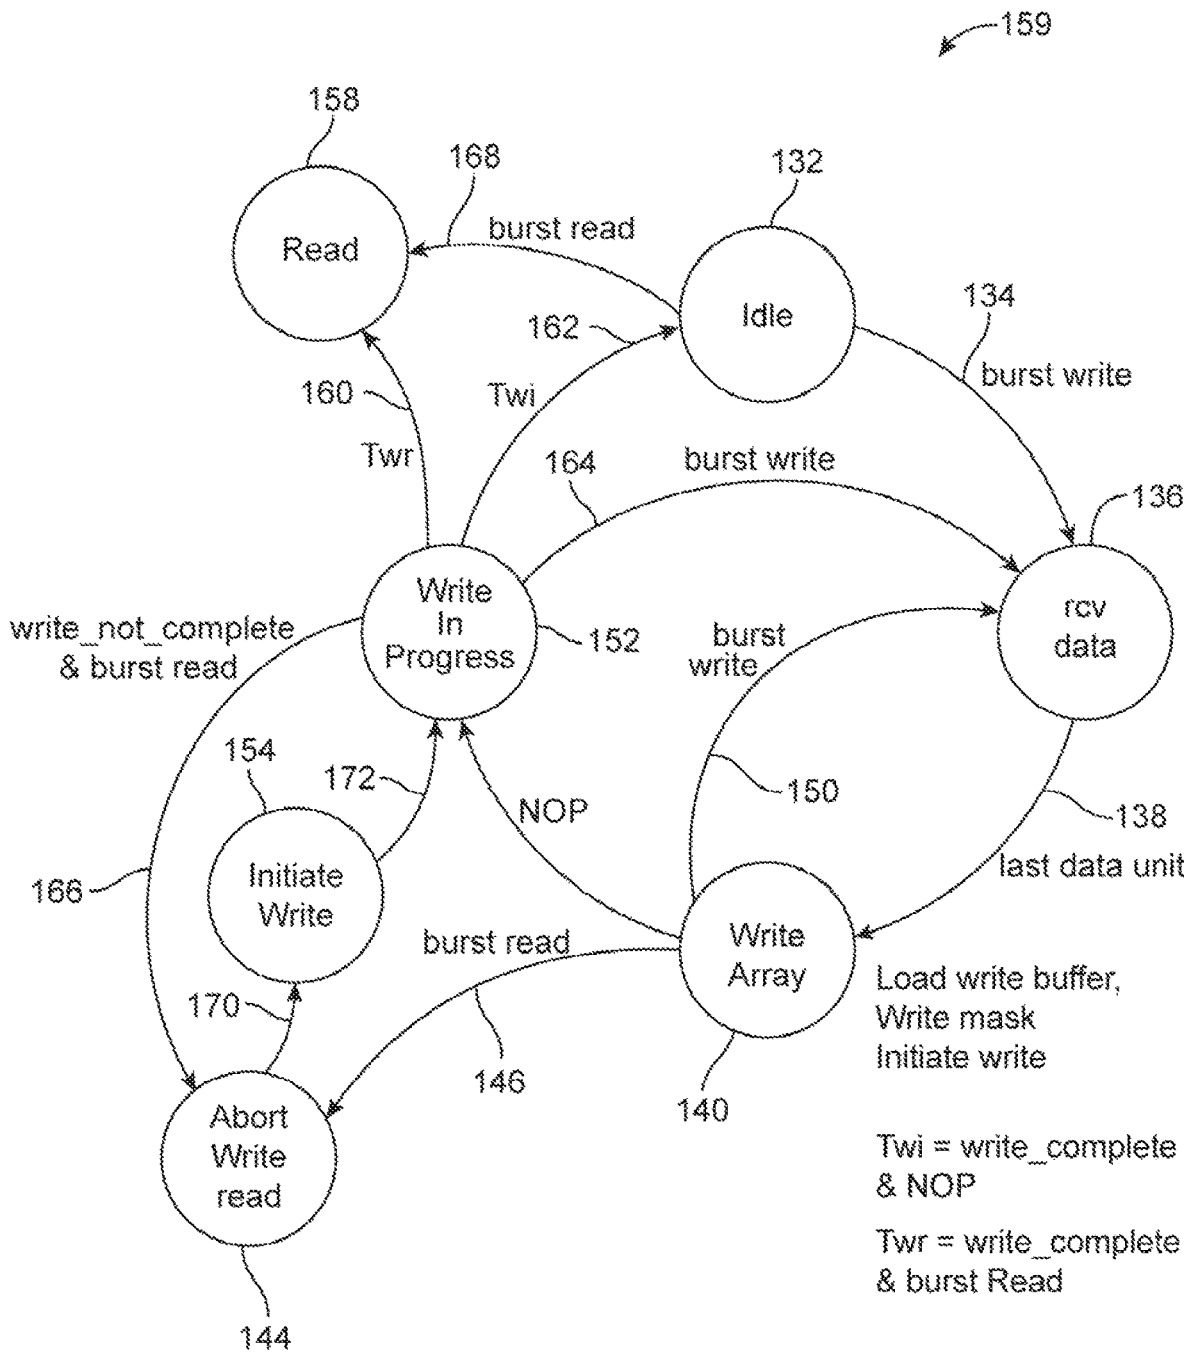 159
158
168
132
Read
burst read
Idle
134
162
burst write
160
Twi
Twr
164
burst write
136
Write
In
Progress
rcv
data
write_not_complete
& burst read
152
burst
write
154
172
150
NOP
138
Initiate
Write
last data unit
166
burst read
Write
Array
Load write buffer,
Write mask
Initiate write
170
146
140
Abort
Write
read
Twi = write_complete
& NOP
Twr = write_complete
& burst Read
144